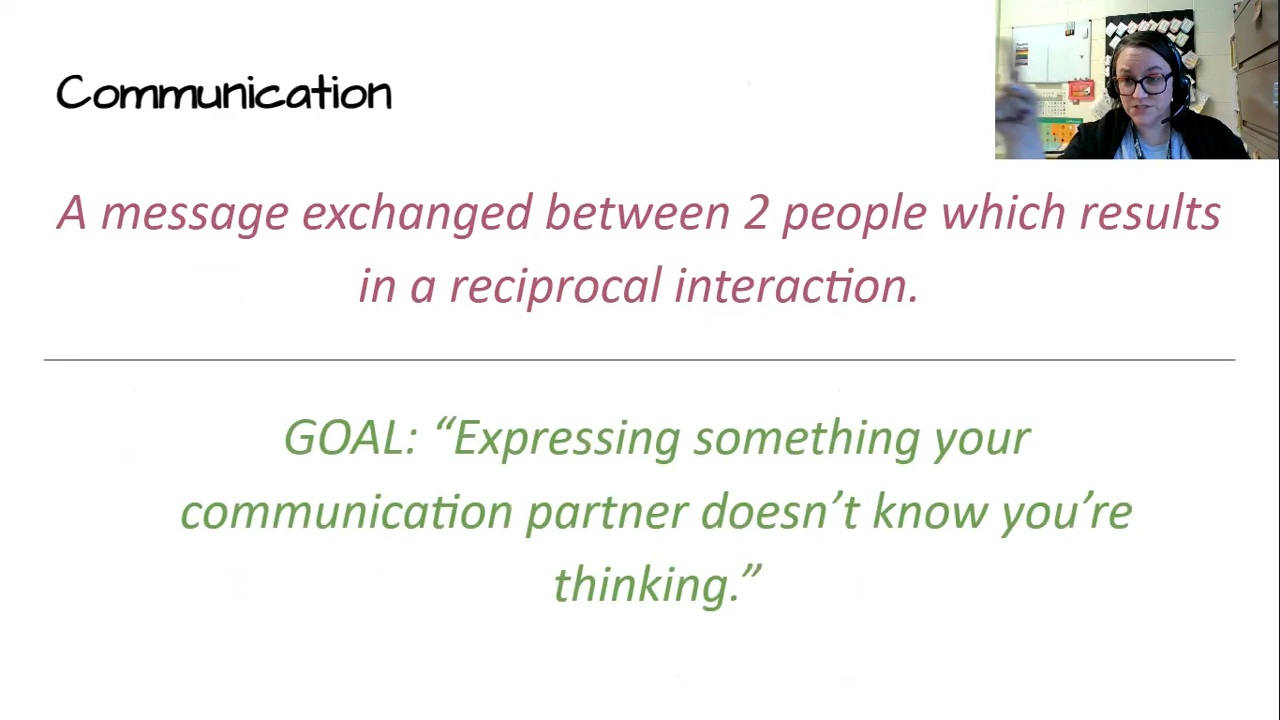 Communication
A message exchanged between 2 people which results
in a reciprocal interaction.
GOAL: “Expressing something your
communication partner doesn’t know you’re
thinking.”